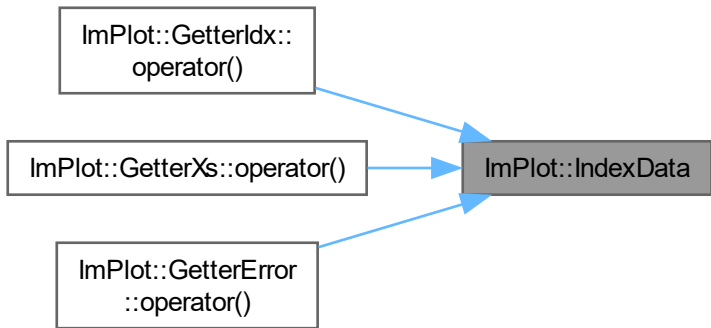 ImPlot::GetterIdx::
operator()
ImPlot::GetterXs::operator()
ImPlot::IndexData
ImPlot::GetterError
::operator()